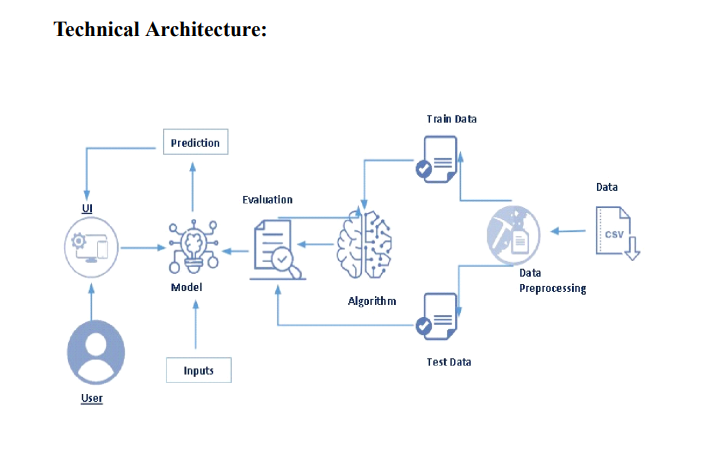 Technical Architecture:
Train Data
Prediction
Data
Evaluation
UI
CSV
Data
Preprocessing
Model
Algorithm
Test Data
Inputs
User